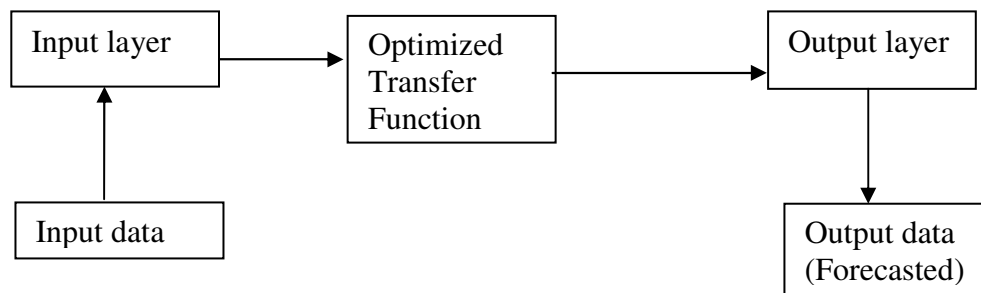 Input layer
Optimized
Transfer
Function
Output layer
Input data
Output data
(Forecasted)